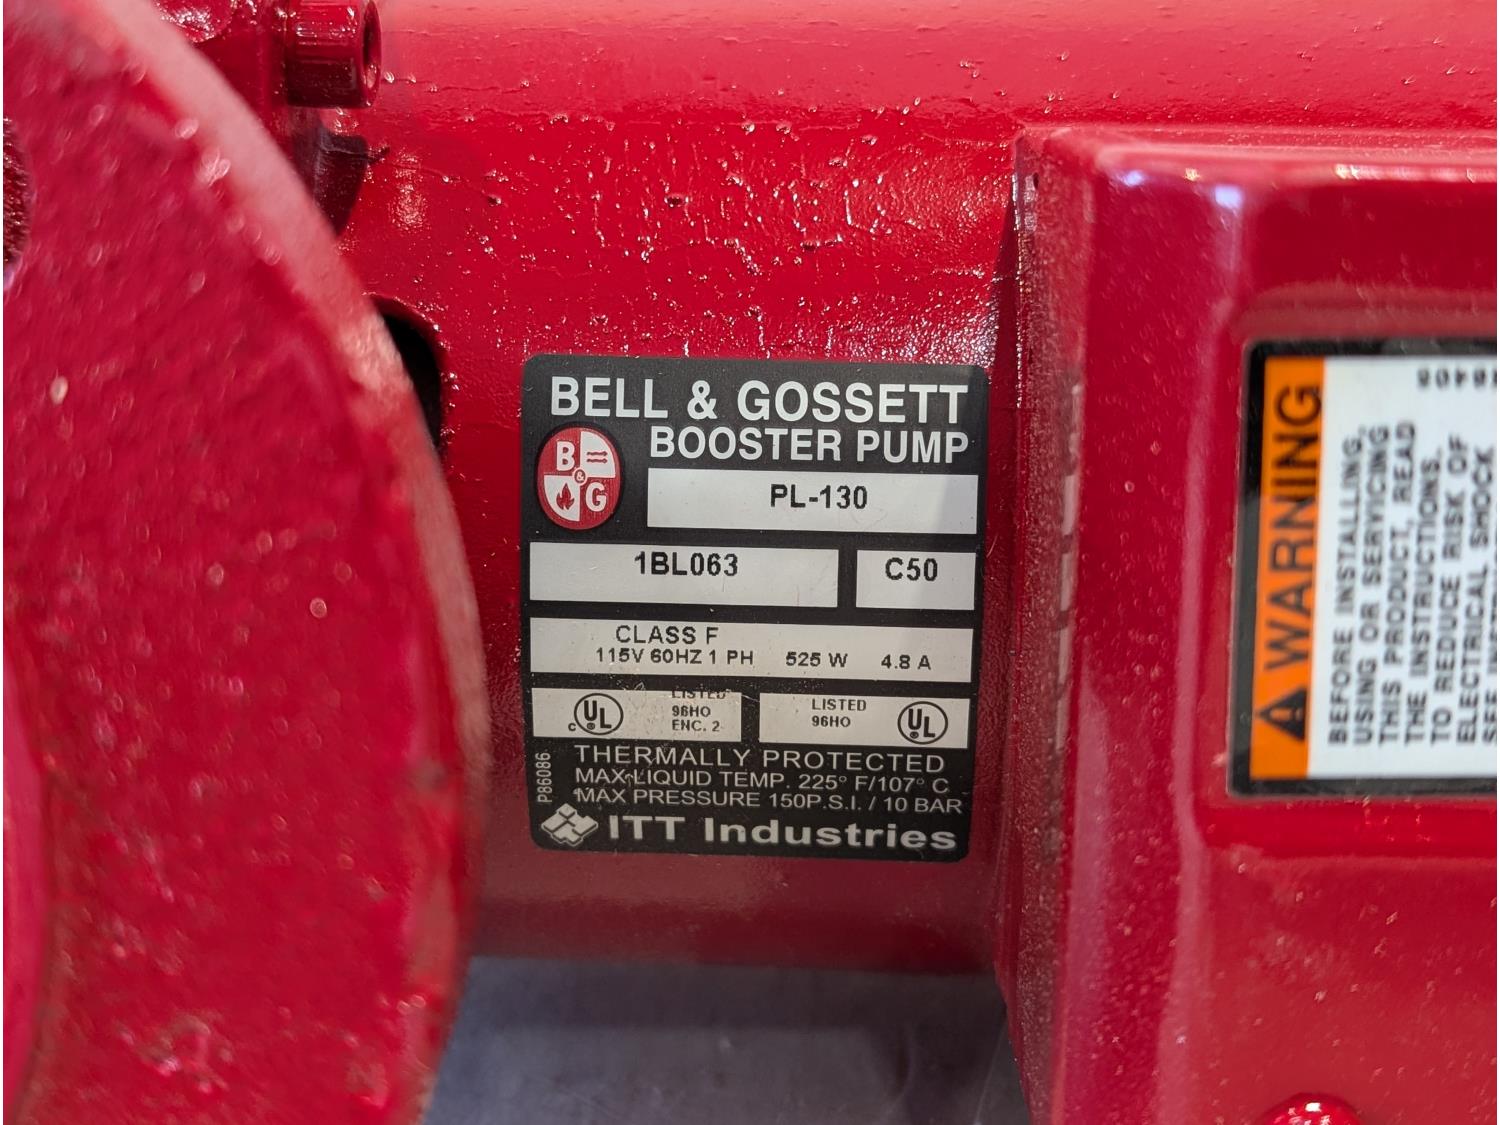 BELL & GOSSETT
BOOSTER PUMP
B & G
PL-130
1BL063
C50
CLASS F
115V 60HZ 1 PH 525 W 4.8 A
c UL ® LISTED
96HO
ENC. 2
LISTED
96HO
UL ®
THERMALLY PROTECTED
MAX LIQUID TEMP. 225° F/107° C
MAX PRESSURE 150P.S.I. / 10 BAR
P86086
ITT Industries
WARNING
BEFORE INSTALLING,
USING OR SERVICING
THIS PRODUCT, READ
THE INSTRUCTIONS.
TO REDUCE RISK OF
ELECTRICAL SHOCK